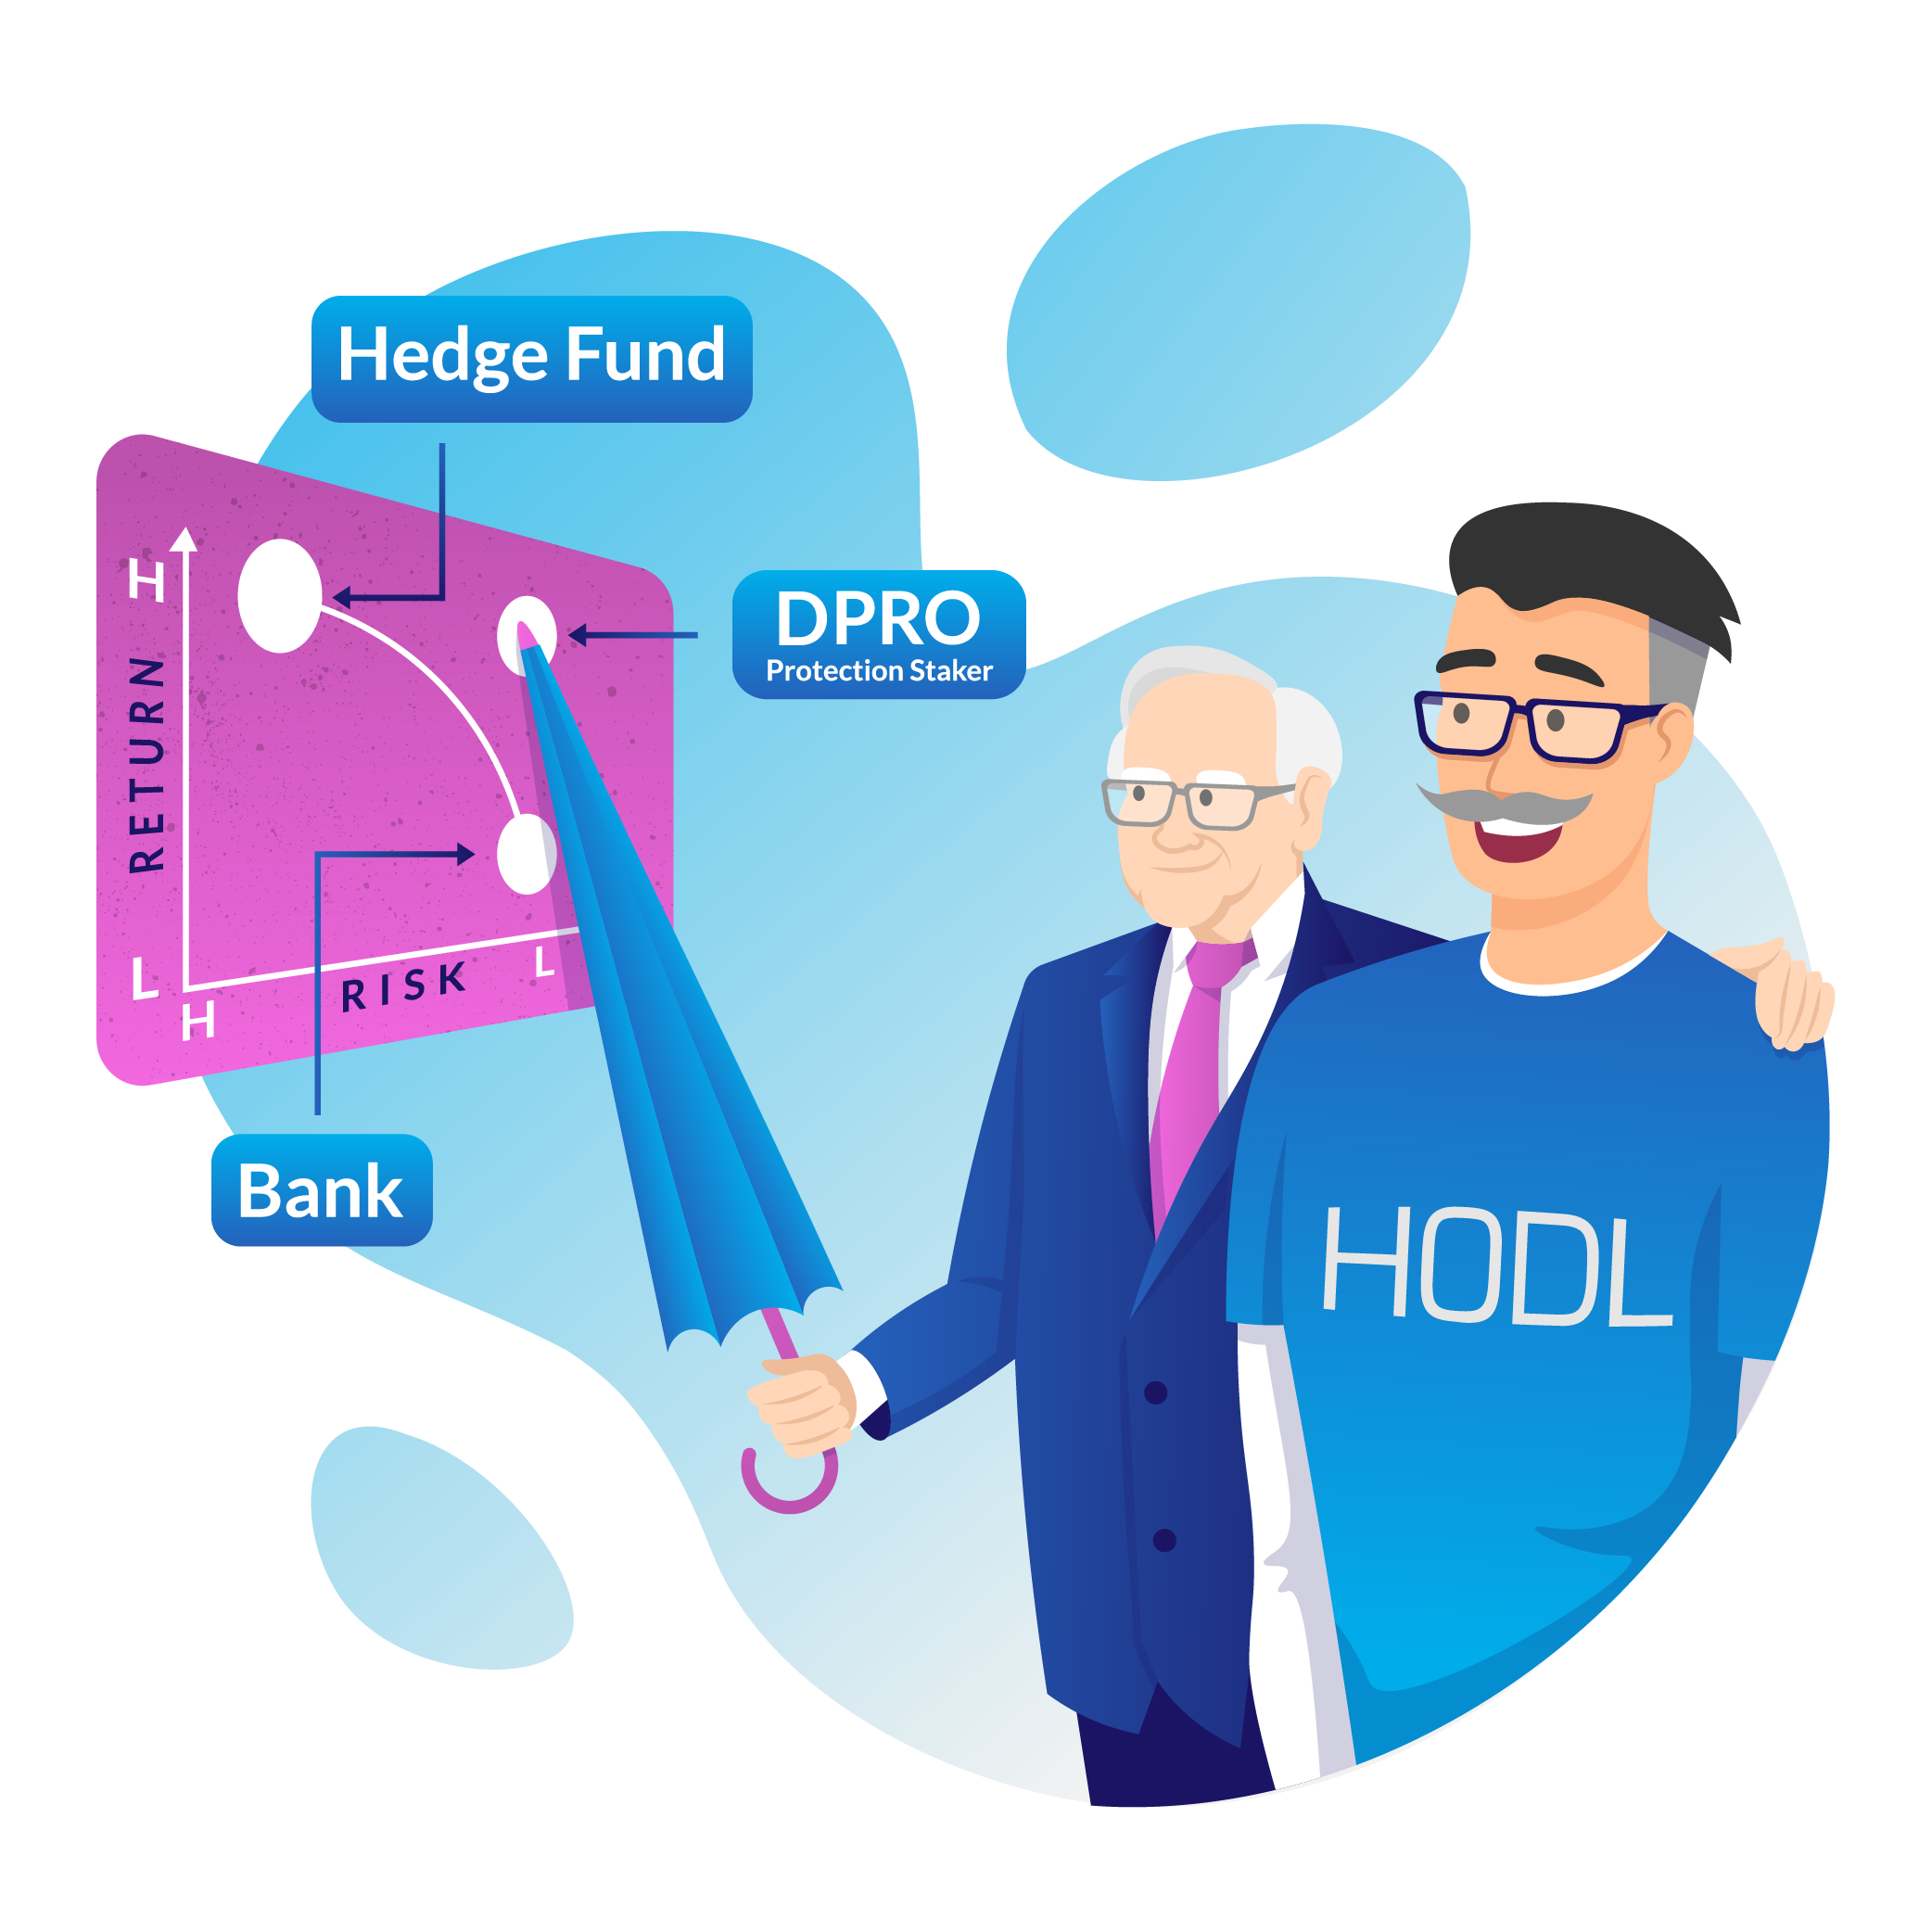 Hedge Fund
DPRO
Protection Staker
H
RETURN
L
H
RISK
L
Bank
HODL